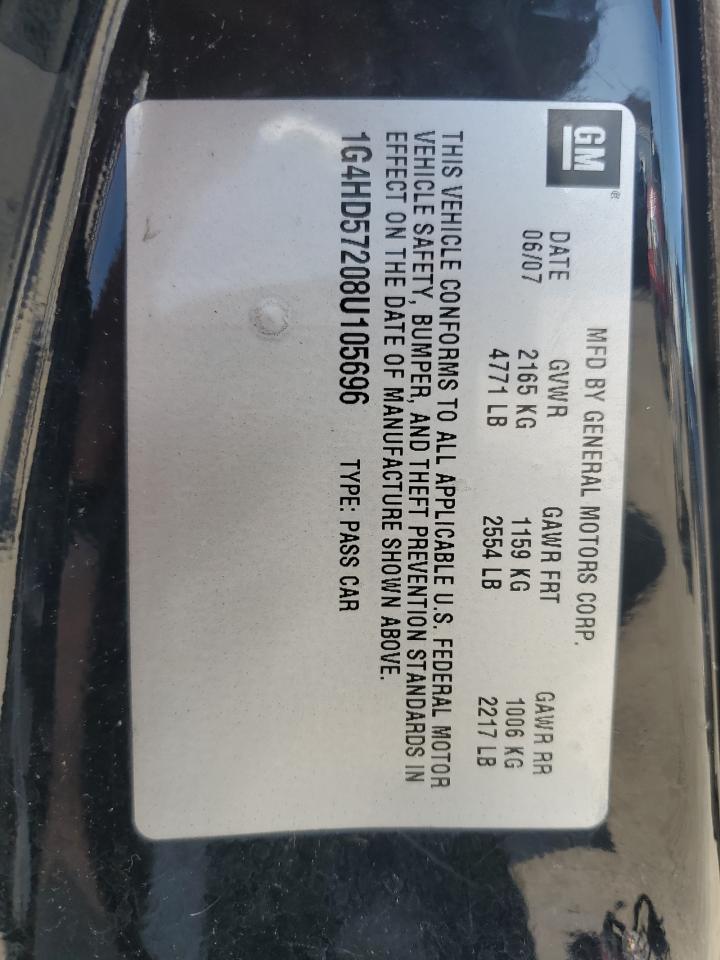 GM®
MFD BY GENERAL MOTORS CORP.
DATE GVWR GAWR FRT GAWR RR
06/07 2165 KG 1159 KG 1006 KG
4771 LB 2554 LB 2217 LB
THIS VEHICLE CONFORMS TO ALL APPLICABLE U.S. FEDERAL MOTOR
VEHICLE SAFETY, BUMPER, AND THEFT PREVENTION STANDARDS IN
EFFECT ON THE DATE OF MANUFACTURE SHOWN ABOVE.
1G4HD57208U105696 TYPE: PASS CAR